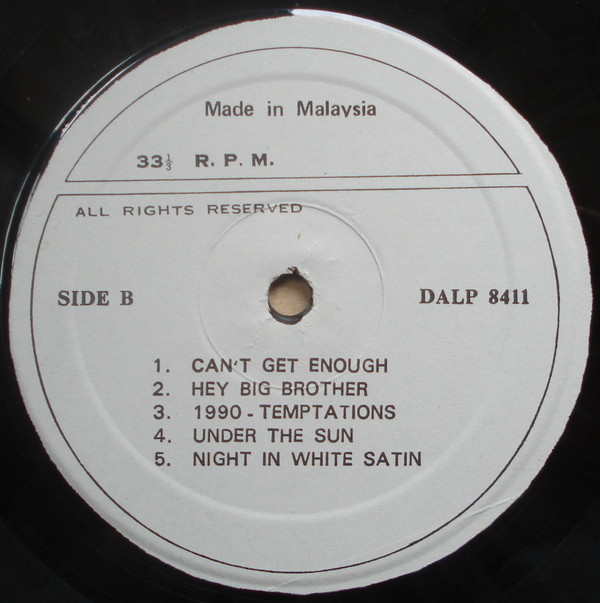 Made in Malaysia
33⅓ R. P. M.
ALL RIGHTS RESERVED
SIDE B
DALP 8411
1. CAN'T GET ENOUGH
2. HEY BIG BROTHER
3. 1990 - TEMPTATIONS
4. UNDER THE SUN
5. NIGHT IN WHITE SATIN